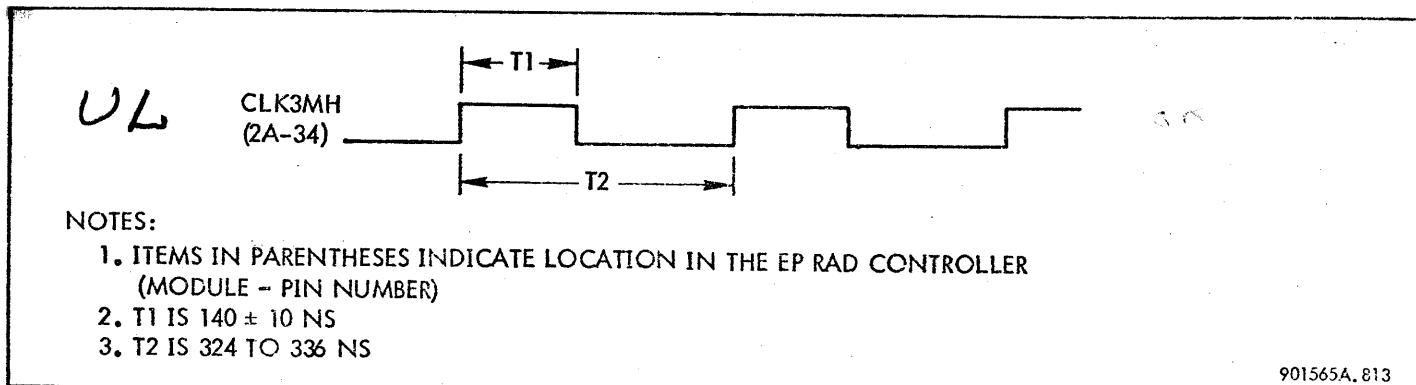 T1
UL
CLK3MH
(2A-34)
T2
NOTES:
1. ITEMS IN PARENTHESES INDICATE LOCATION IN THE EP RAD CONTROLLER
(MODULE - PIN NUMBER)
2. T1 IS 140 ± 10 NS
3. T2 IS 324 TO 336 NS
901565A.813